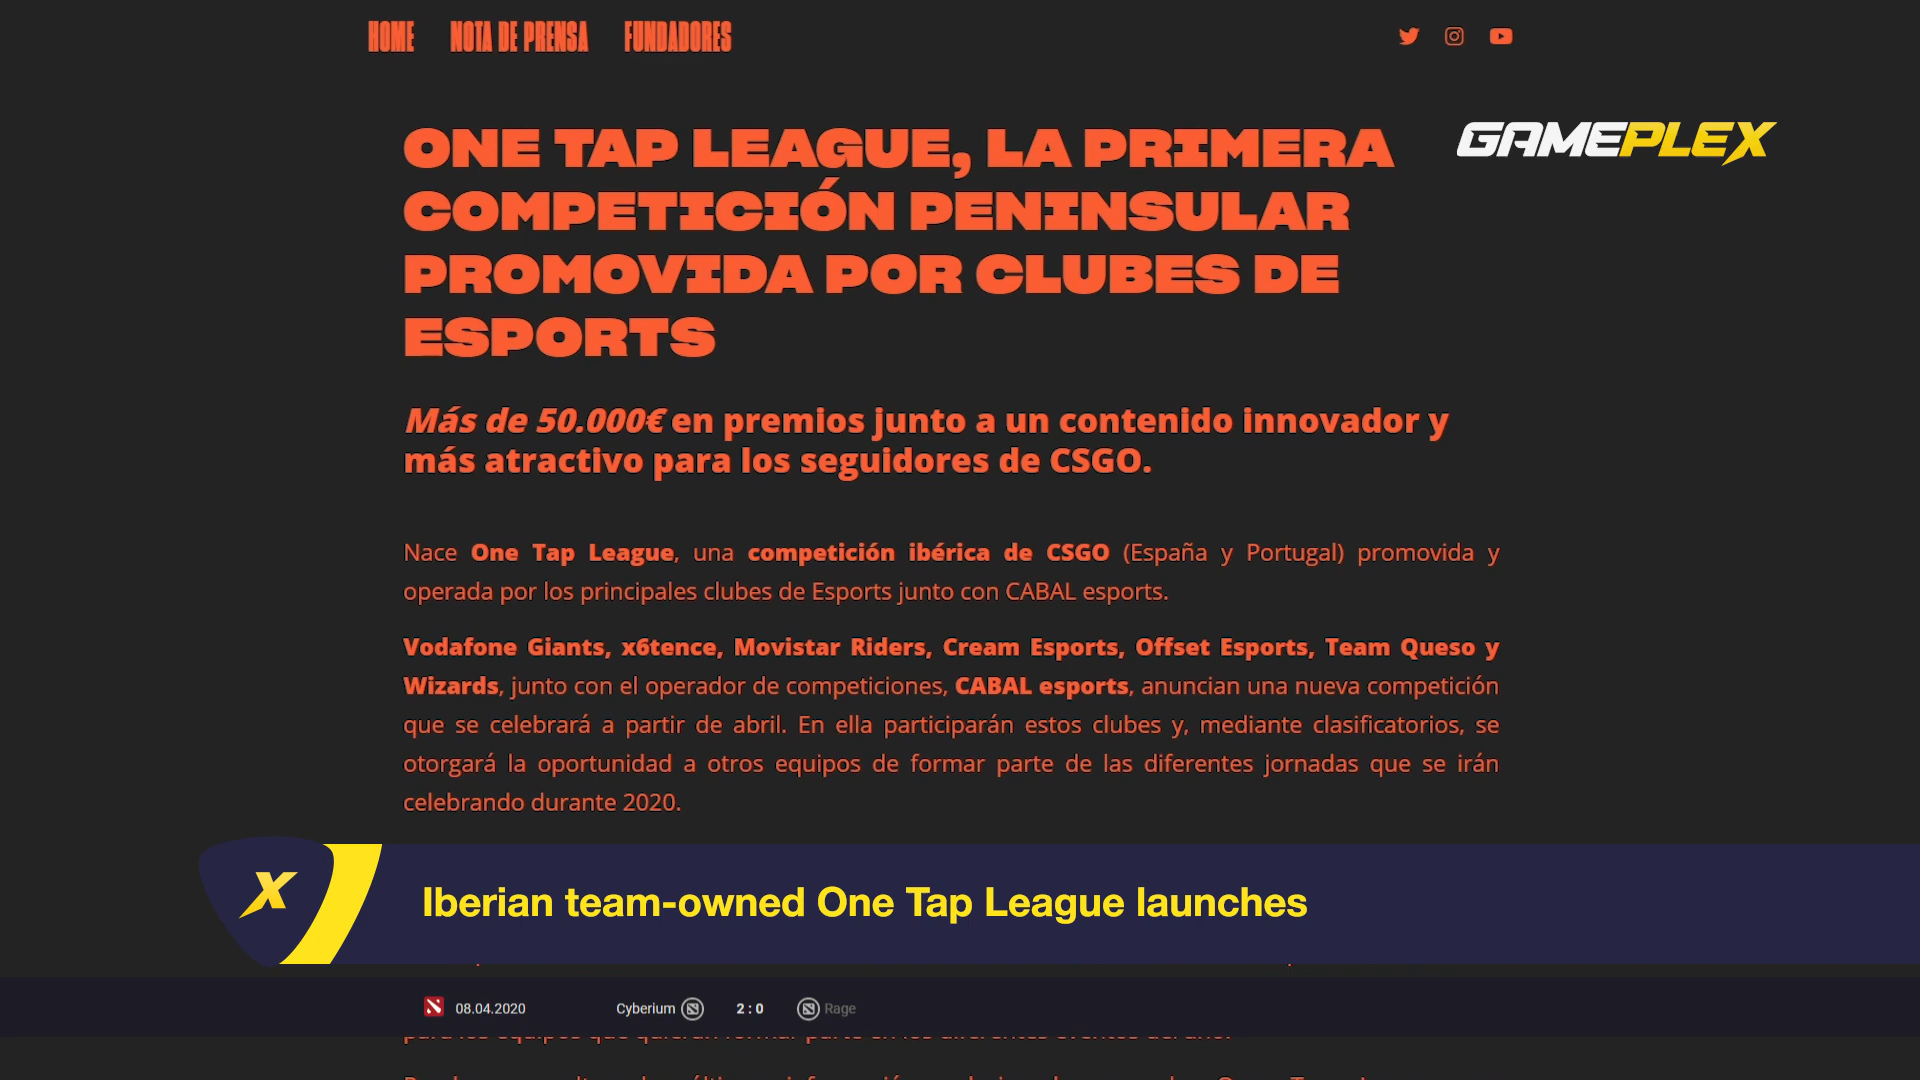 HOME NOTA DE PRENSA FUNDADORES
GAMEPLEX
ONE TAP LEAGUE, LA PRIMERA
COMPETICIÓN PENINSULAR
PROMOVIDA POR CLUBES DE
ESPORTS
Más de 50.000€ en premios junto a un contenido innovador y
más atractivo para los seguidores de CSGO.
Nace One Tap League, una competición ibérica de CSGO (España y Portugal) promovida y
operada por los principales clubes de Esports junto con CABAL esports.
Vodafone Giants, x6tence, Movistar Riders, Cream Esports, Offset Esports, Team Queso y
Wizards, junto con el operador de competiciones, CABAL esports, anuncian una nueva competición
que se celebrará a partir de abril. En ella participarán estos clubes y, mediante clasificatorios, se
otorgará la oportunidad a otros equipos de formar parte de las diferentes jornadas que se irán
celebrando durante 2020.
X
Iberian team-owned One Tap League launches
08.04.2020 Cyberium 2 : 0 Rage